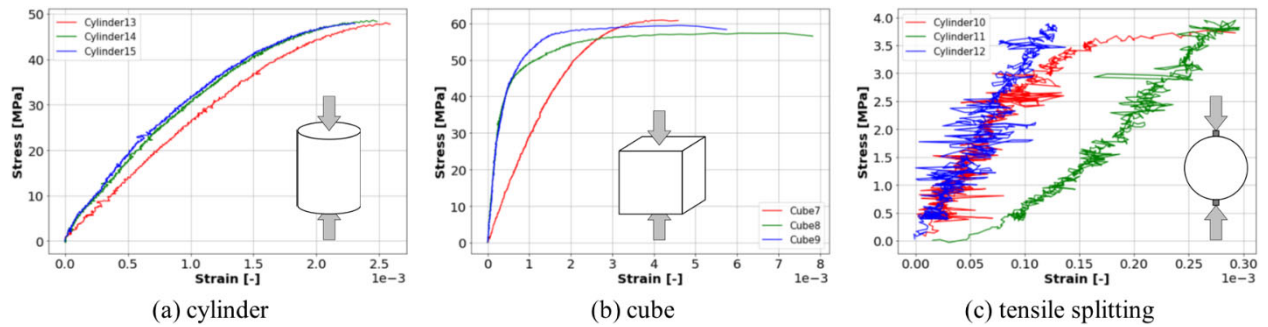 Cylinder13
Cylinder14
Cylinder15
Stress [MPa]
50
40
30
20
10
0
0.0
0.5
1.0
1.5
2.0
2.5
Strain [-]
1e-3
(a) cylinder
Stress [MPa]
60
50
40
30
20
10
0
Cube7
Cube8
Cube9
0
1
2
3
4
5
6
7
8
Strain [-]
1e-3
(b) cube
Cylinder10
Cylinder11
Cylinder12
Stress [MPa]
4.0
3.5
3.0
2.5
2.0
1.5
1.0
0.5
0.0
0.00
0.05
0.10
0.15
0.20
0.25
0.30
Strain [-]
1e-3
(c) tensile splitting